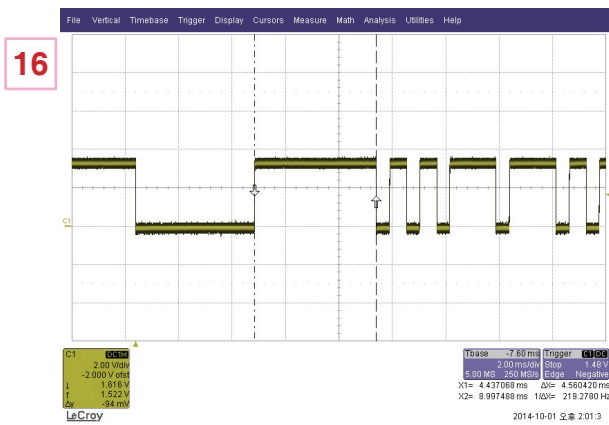 File Vertical Timebase Trigger Display Cursors Measure Math Analysis Utilities Help
16
C1
C1 DC1M
2.00 V/div
-2.000 V ofst
↓ 1.616 V
↑ 1.522 V
Δy -94 mV
Tbase -7.60 ms
2.00 ms/div
5.00 MS 250 MS/s
Trigger C1 DC
Stop 1.48 V
Edge Negative
X1= 4.437068 ms ΔX= 4.560420 ms
X2= 8.997488 ms 1/ΔX= 219.2780 Hz
LeCroy
2014-10-01 오후 2:01:3